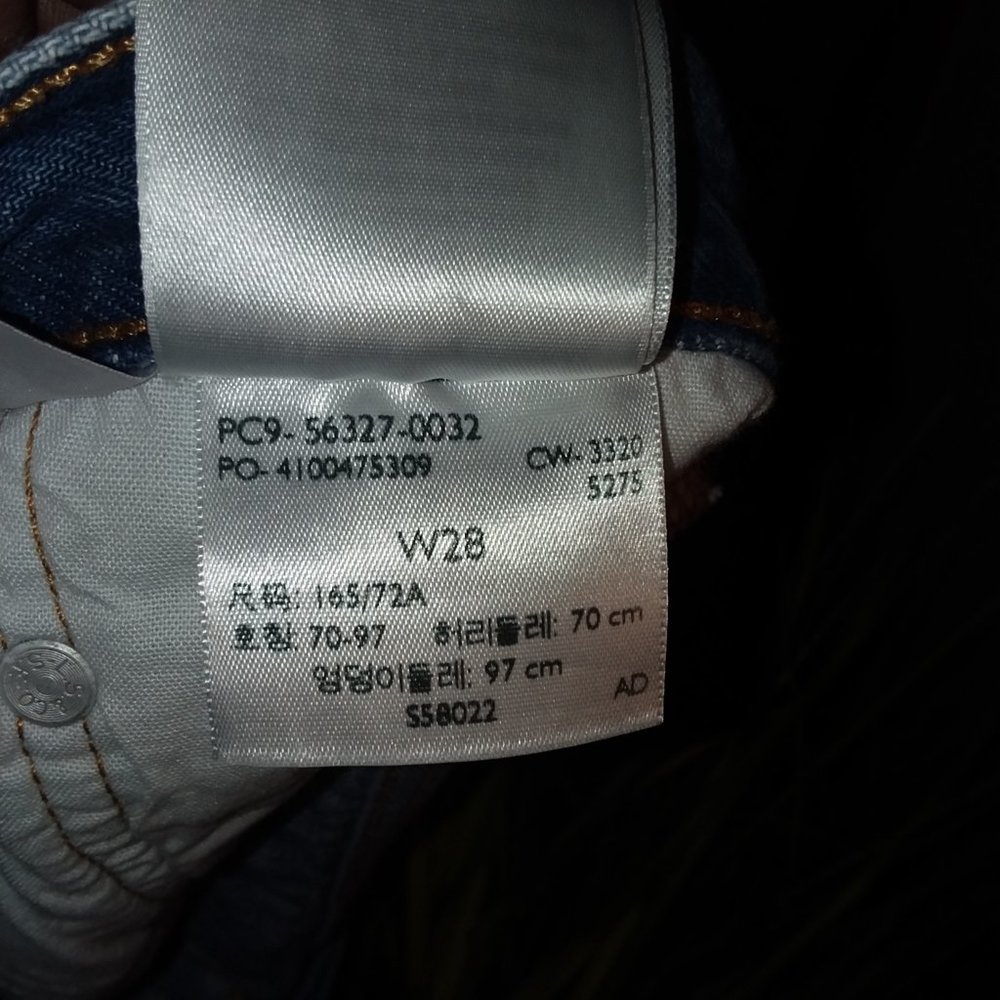 PC9- 56327-0032
PO- 4100475309 CW- 3320
5275
W28
尺码: 165/72A
호칭: 70-97 허리둘레: 70 cm
엉덩이둘레: 97 cm
S58022 AD